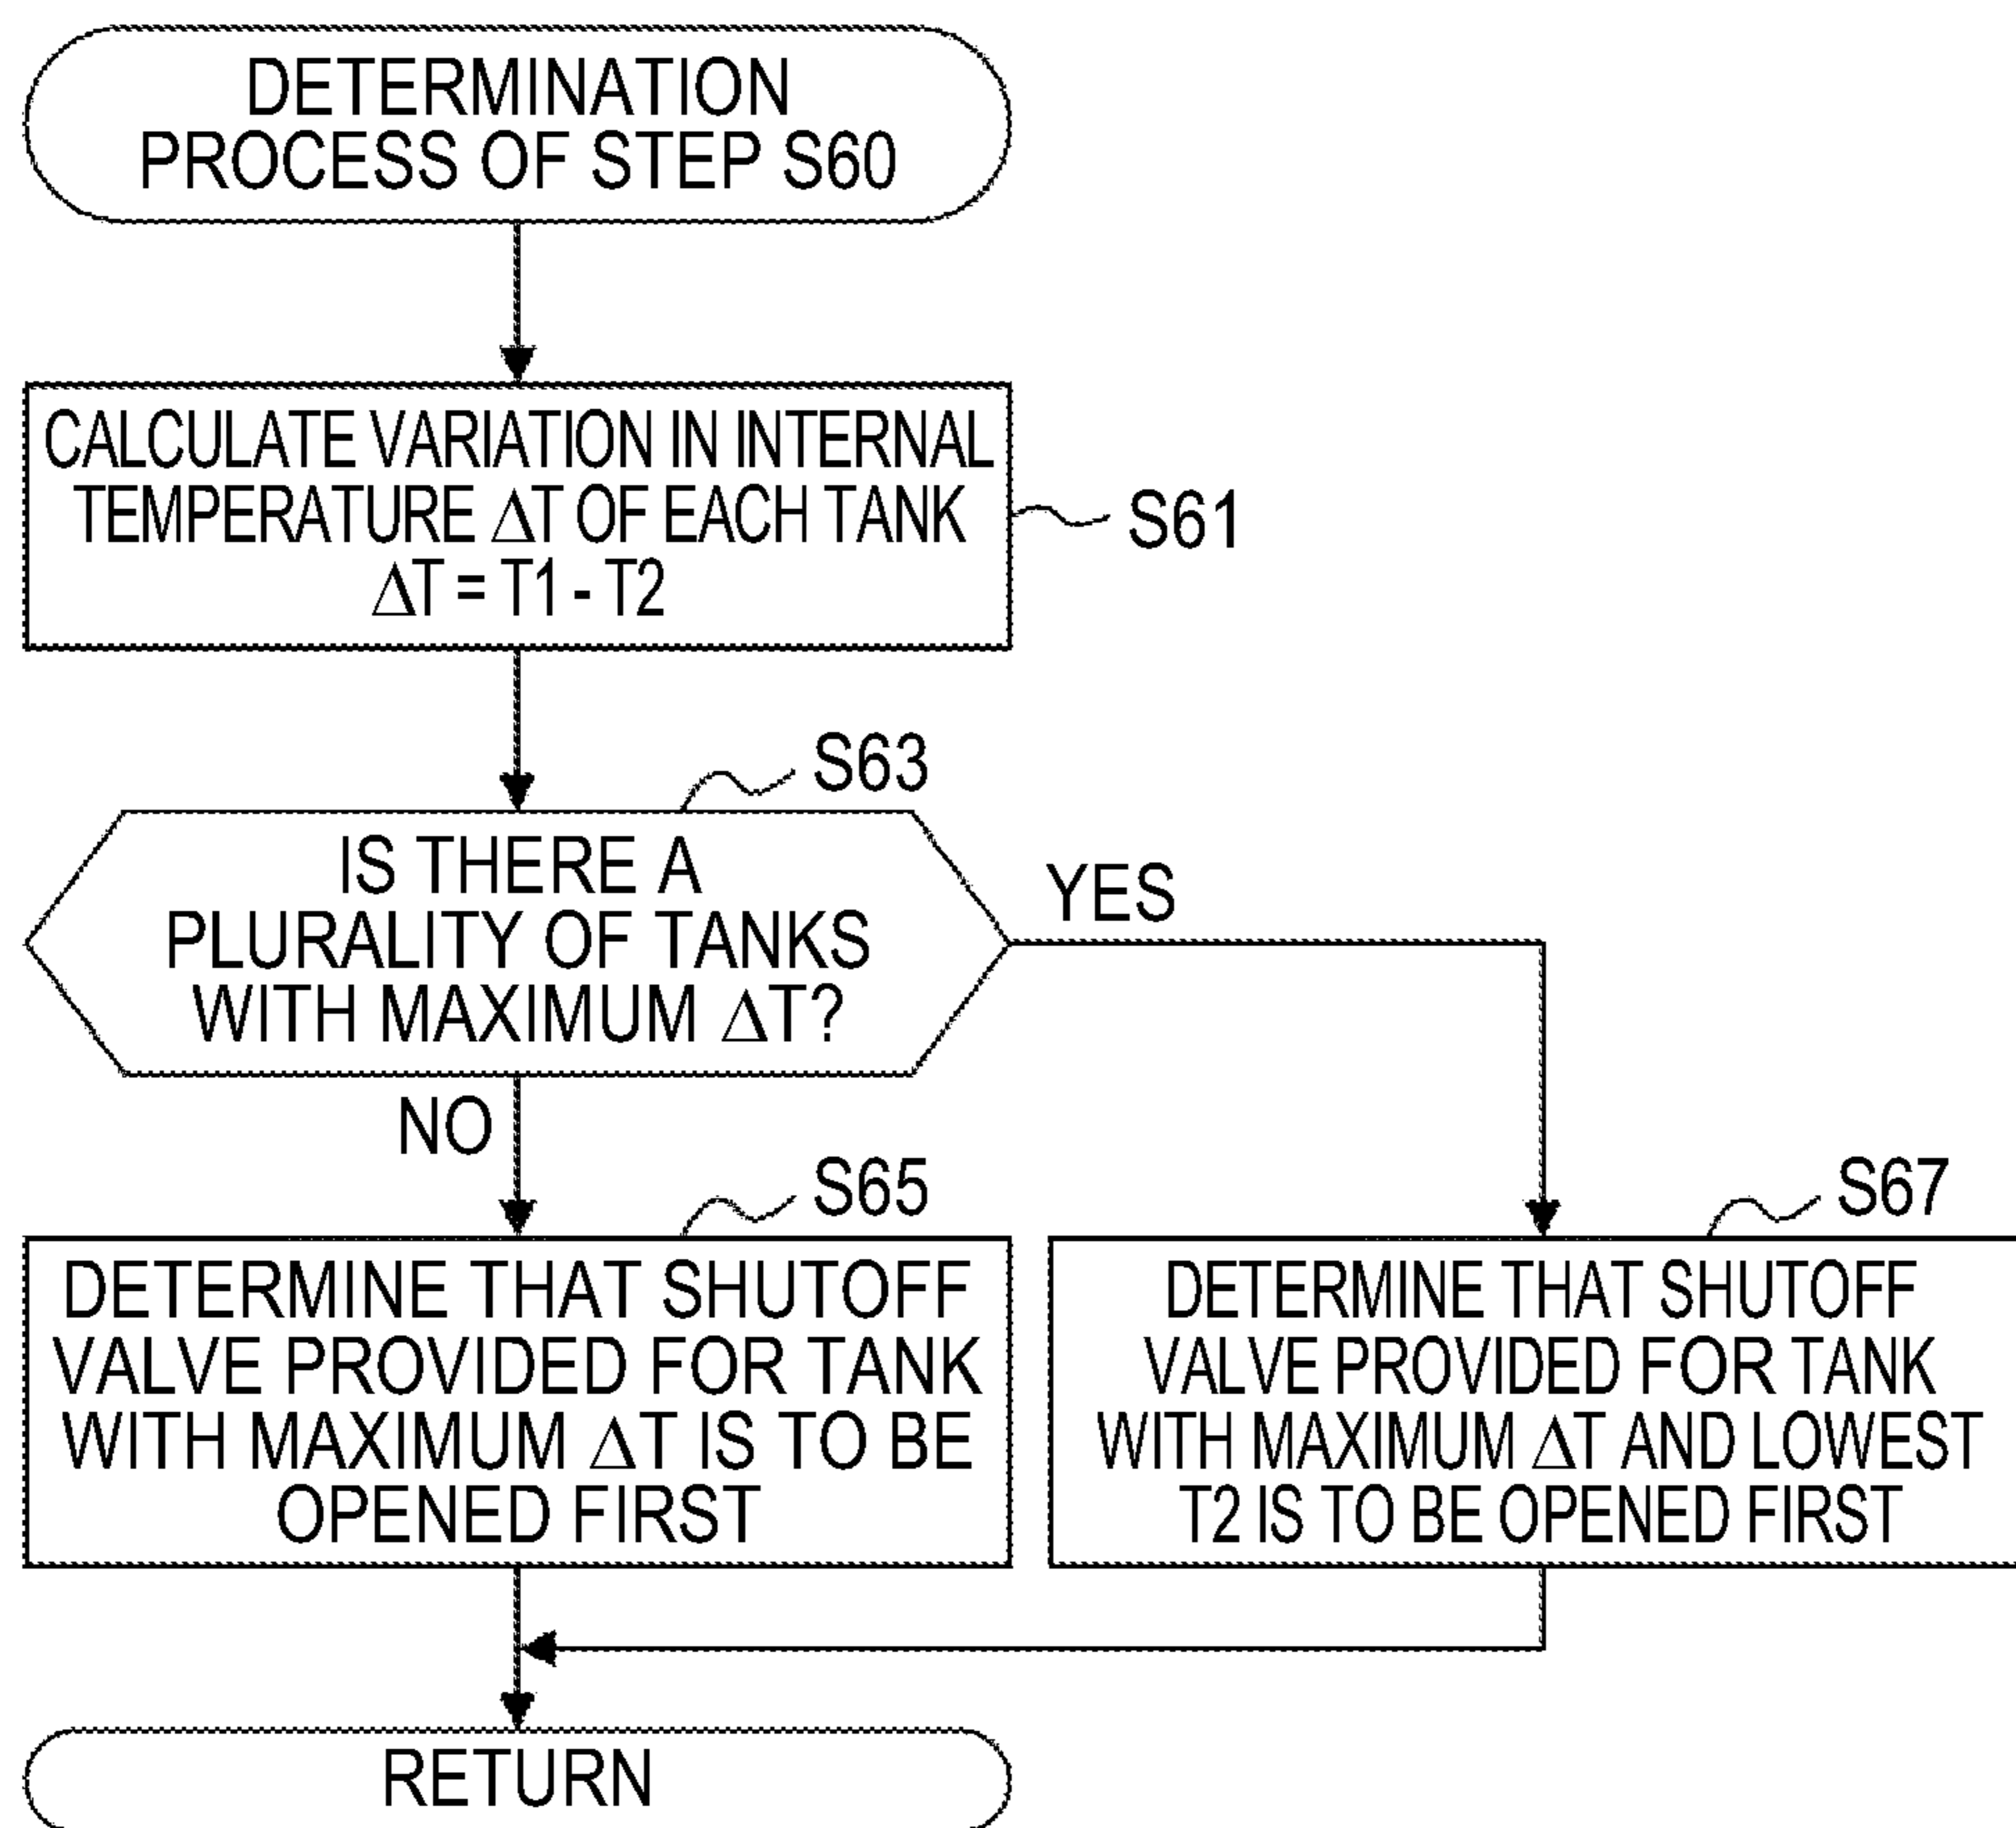 DETERMINATION
PROCESS OF STEP S60
CALCULATE VARIATION IN INTERNAL
TEMPERATURE ΔT OF EACH TANK
ΔT = T1 - T2
S61
S63
IS THERE A
PLURALITY OF TANKS
WITH MAXIMUM ΔT?
YES
NO
S65
DETERMINE THAT SHUTOFF
VALVE PROVIDED FOR TANK
WITH MAXIMUM ΔT IS TO BE
OPENED FIRST
S67
DETERMINE THAT SHUTOFF
VALVE PROVIDED FOR TANK
WITH MAXIMUM ΔT AND LOWEST
T2 IS TO BE OPENED FIRST
RETURN